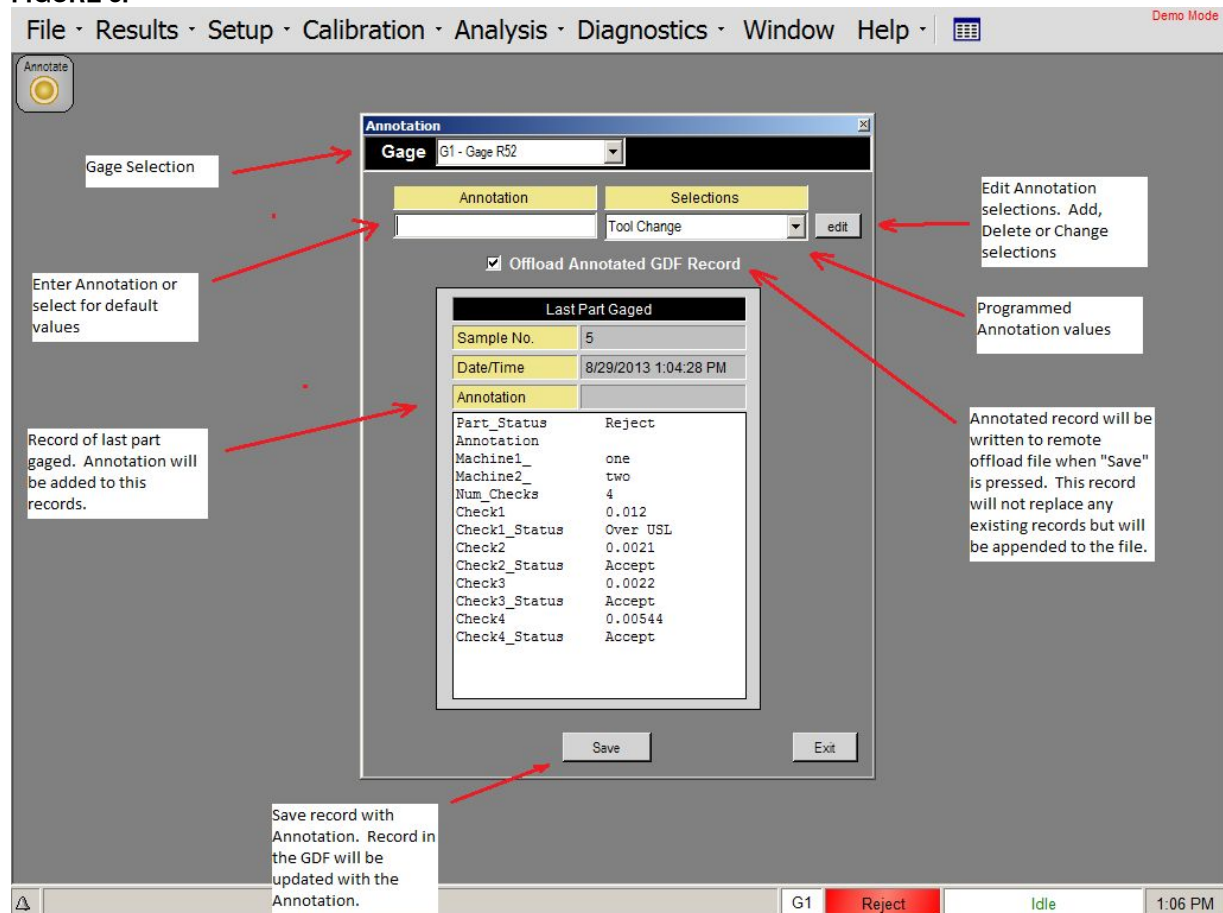 File Results Setup Calibration Analysis Diagnostics Window Help
Demo Mode
Annotate
Annotation
Gage G1 - Gage R52
Gage Selection
Annotation Selections
Tool Change edit
Edit Annotation
selections. Add,
Delete or Change
selections
Offload Annotated GDF Record
Enter Annotation or
select for default
values
Programmed
Annotation values
Last Part Gaged
Sample No. 5
Date/Time 8/29/2013 1:04:28 PM
Annotation
Part_Status Reject
Annotation
Machine1_ one
Machine2_ two
Num_Checks 4
Check1 0.012
Check1_Status Over USL
Check2 0.0021
Check2_Status Accept
Check3 0.0022
Check3_Status Accept
Check4 0.00544
Check4_Status Accept
Record of last part
gaged. Annotation will
be added to this
records.
Annotated record will be
written to remote
offload file when "Save"
is pressed. This record
will not replace any
existing records but will
be appended to the file.
Save Exit
Save record with
Annotation. Record in
the GDF will be
updated with the
Annotation.
G1 Reject Idle 1:06 PM